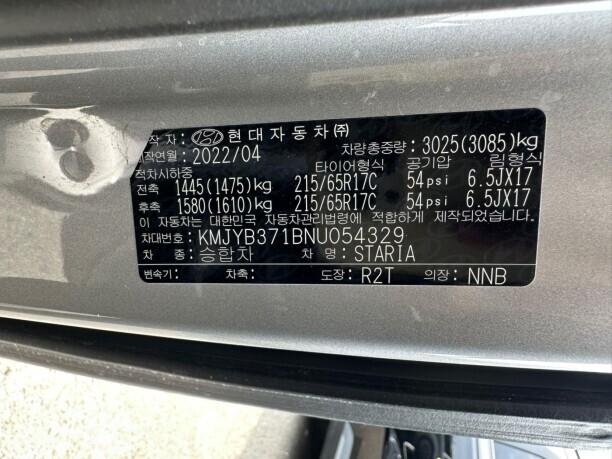 작 자 : HYUNDAI 현대자동차㈜ 차량총중량 : 3025(3085)kg
제작연월 : 2022/04 타이어형식 공기압 림형식
적차시하중
전축 1445(1475)kg 215/65R17C 54psi 6.5JX17
후축 1580(1610)kg 215/65R17C 54psi 6.5JX17
이 자동차는 대한민국 자동차관리법령에 적합하게 제작되었습니다.
차대번호 : KMJYB371BNU054329
차 종 : 승합차 차 명 : STARIA
변속기 : 차축 : 도장 : R2T 의장 : NNB